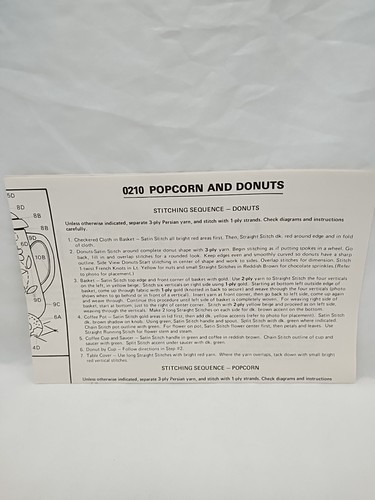 0210 POPCORN AND DONUTS
STITCHING SEQUENCE – DONUTS
Unless otherwise indicated, separate 3-ply Persian yarn, and stitch with 1-ply strands. Check diagrams and instructions
carefully.
1. Checkered Cloth in Basket – Satin Stitch all bright red areas first. Then, Straight Stitch dk. red around edge and in fold
of cloth.
2. Donuts-Satin Stitch around complete donut shape with 3-ply yarn. Begin stitching as if putting spokes in a wheel. Go
back, fill in and overlap stitches for a rounded look. Keep edges even and smoothly curved so donuts have a sharp
outline. Side View Donuts-Start stitching in center of shape and work to sides. Overlap stitches for dimension. Stitch
1-twist French Knots in Lt. Yellow for nuts and small Straight Stitches in Reddish Brown for chocolate sprinkles (Refer
to photo for placement.)
3. Basket – Satin Stitch top edge and front corner of basket with gold. Use 2-ply yarn to Straight Stitch the four verticals
on the left, in yellow beige. Stitch six verticals on right side using 1-ply gold. Starting at bottom left outside edge of
basket, come up through fabric with 1-ply gold (knotted in back to secure) and weave through the four verticals (photo
shows when to go behind or in front of a vertical). Insert yarn at front corner, then go back to left side, come up again
and weave through. Continue this procedure until left side of basket is completely woven. For weaving right side of
basket, start at bottom, just to the right of center corner. Stitch with 2-ply yellow beige and proceed as on left side,
weaving through the verticals. Make 2 long Straight Stitches on each side for dk. brown accent on the bottom.
4. Coffee Pot – Satin Stitch gold area in lid first, then add dk. yellow accents (refer to photo for placement). Satin Stitch
dk. brown shadow on knob. Using green, Satin Stitch handle and spout. Split Stitch with dk. green where indicated.
Chain Stitch pot outline with green. For flower on pot, Satin Stitch flower center first, then petals and leaves. Use
Straight Running Stitch for flower stem and steam.
5. Coffee Cup and Saucer – Satin Stitch handle in green and coffee in reddish brown. Chain Stitch outline of cup and
saucer with green. Split Stitch accent under saucer with dk. green.
6. Donut by Cup – Follow directions in Step #2.
7. Table Cover – Use long Straight Stitches with bright red yarn. Where the yarn overlaps, tack down with small bright
red vertical stitches.
STITCHING SEQUENCE – POPCORN
Unless otherwise indicated, separate 3-ply Persian yarn, and stitch with 1-ply strands. Check diagrams and instructions
5D
8D
8B
8B
9D
6D
10B
9D
9C
6A
4D